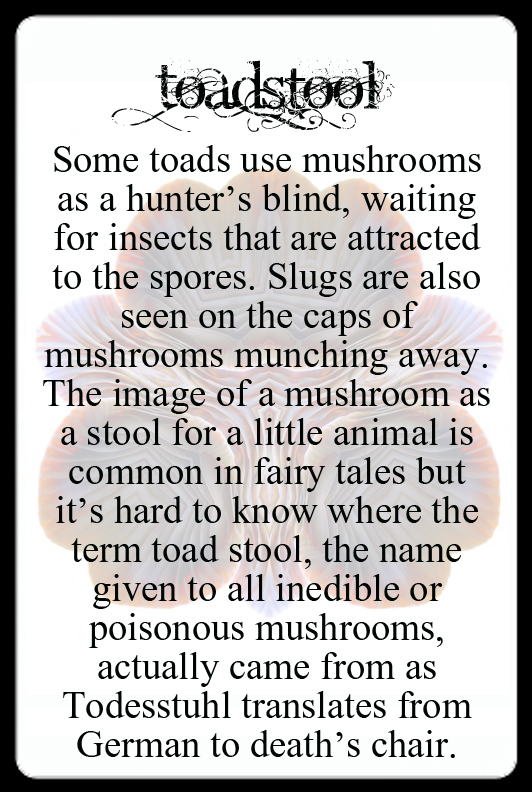 toadstool
Some toads use mushrooms
as a hunter’s blind, waiting
for insects that are attracted
to the spores. Slugs are also
seen on the caps of
mushrooms munching away.
The image of a mushroom as
a stool for a little animal is
common in fairy tales but
it’s hard to know where the
term toad stool, the name
given to all inedible or
poisonous mushrooms,
actually came from as
Todesstuhl translates from
German to death’s chair.